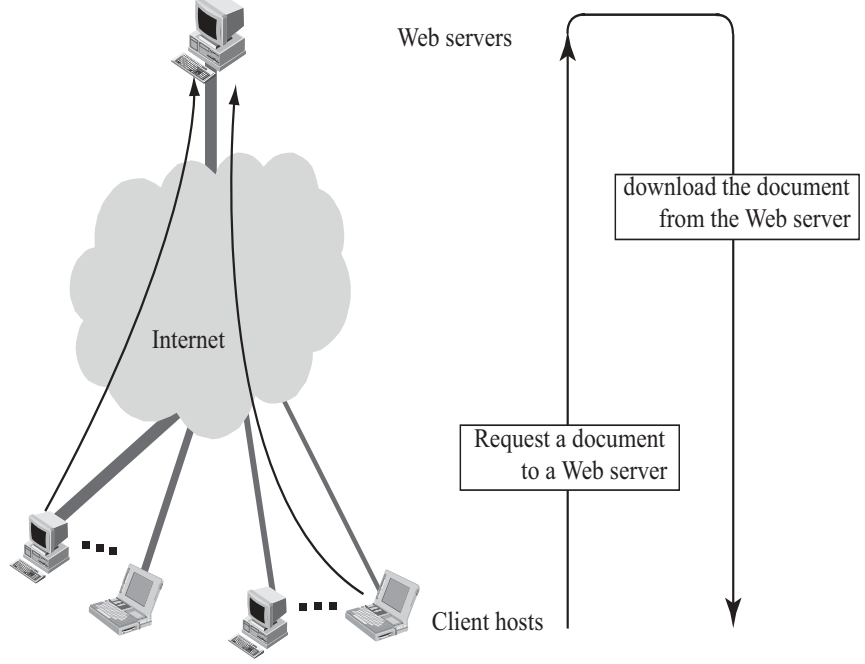 Web servers
download the document
from the Web server
Internet
Request a document
to a Web server
Client hosts